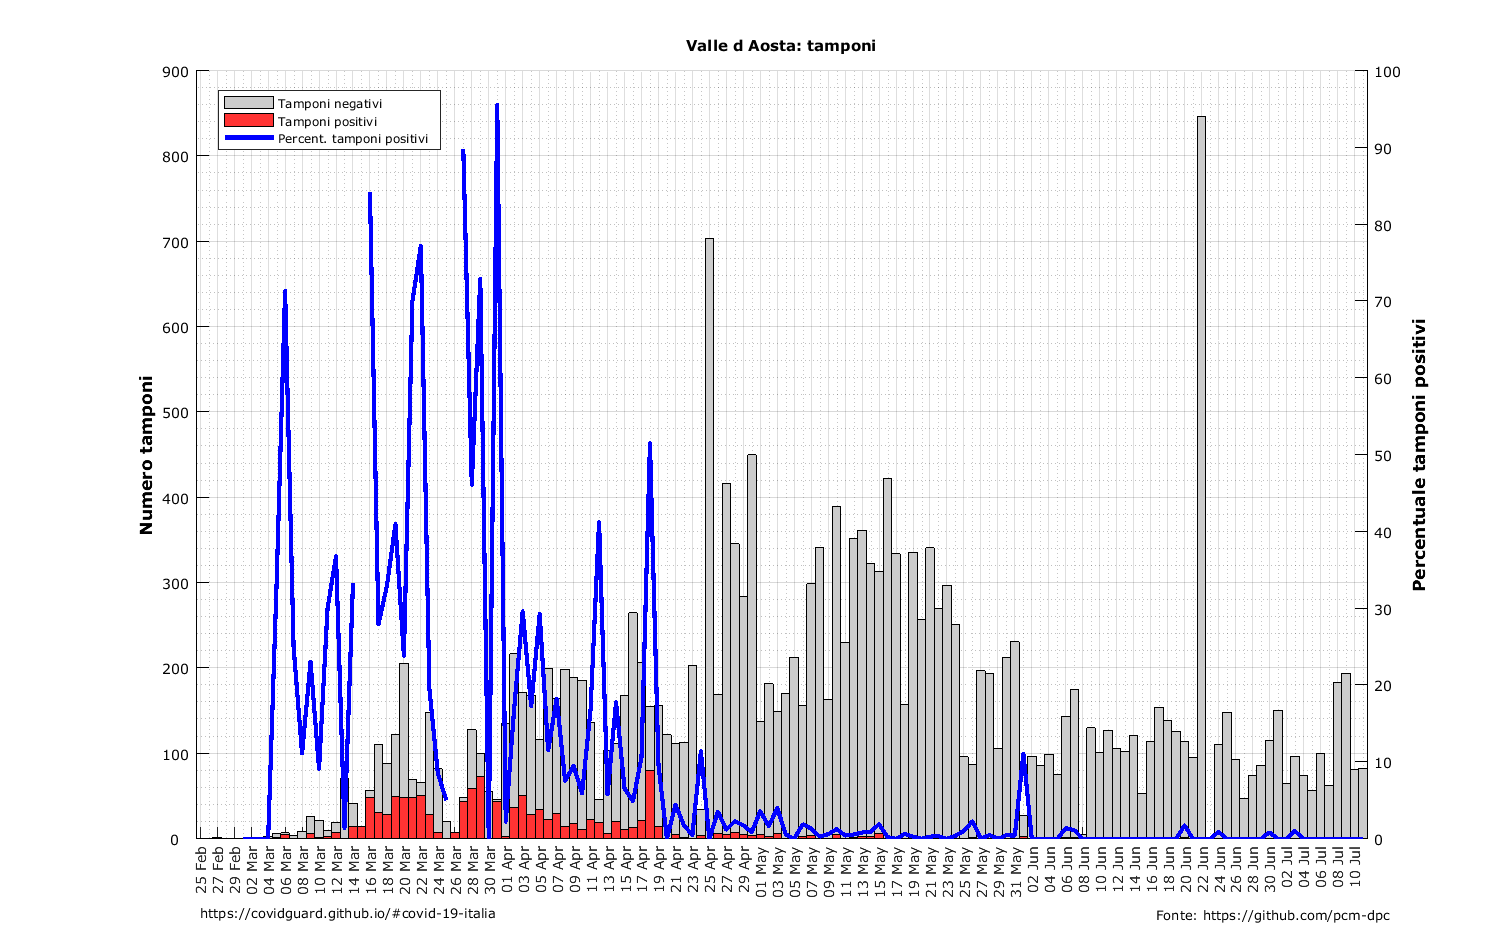 Valle d Aosta: tamponi
Tamponi negativi
Tamponi positivi
Percent. tamponi positivi
Numero tamponi
900
800
700
600
500
400
300
200
100
0
100
90
80
70
60
50
40
30
20
10
0
Percentuale tamponi positivi
25 Feb
27 Feb
29 Feb
02 Mar
04 Mar
06 Mar
08 Mar
10 Mar
12 Mar
14 Mar
16 Mar
18 Mar
20 Mar
22 Mar
24 Mar
26 Mar
28 Mar
30 Mar
01 Apr
03 Apr
05 Apr
07 Apr
09 Apr
11 Apr
13 Apr
15 Apr
17 Apr
19 Apr
21 Apr
23 Apr
25 Apr
27 Apr
29 Apr
01 May
03 May
05 May
07 May
09 May
11 May
13 May
15 May
17 May
19 May
21 May
23 May
25 May
27 May
29 May
31 May
02 Jun
04 Jun
06 Jun
08 Jun
10 Jun
12 Jun
14 Jun
16 Jun
18 Jun
20 Jun
22 Jun
24 Jun
26 Jun
28 Jun
30 Jun
02 Jul
04 Jul
06 Jul
08 Jul
10 Jul
https://covidguard.github.io/#covid-19-italia
Fonte: https://github.com/pcm-dpc